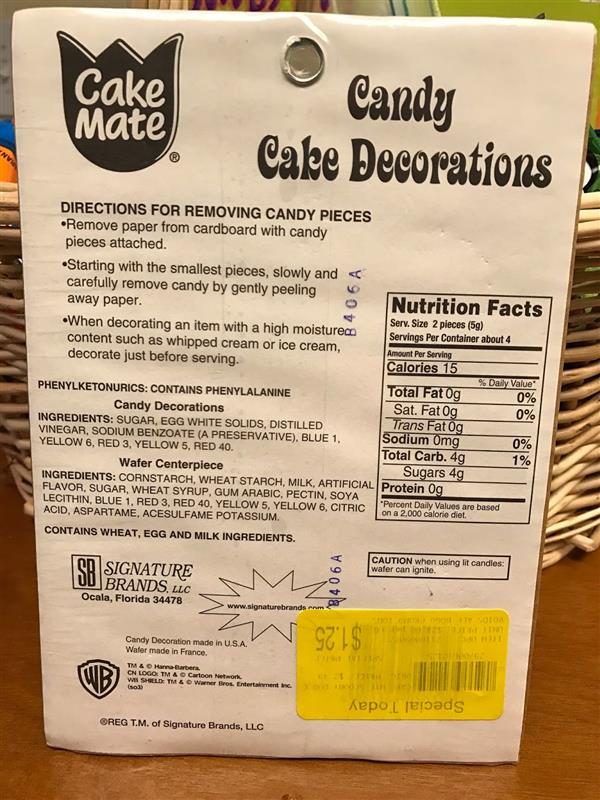 Cake
Mate
®
Candy
Cake Decorations
DIRECTIONS FOR REMOVING CANDY PIECES
•Remove paper from cardboard with candy
pieces attached.
•Starting with the smallest pieces, slowly and
carefully remove candy by gently peeling
away paper.
•When decorating an item with a high moisture
content such as whipped cream or ice cream,
decorate just before serving.
B406A
PHENYLKETONURICS: CONTAINS PHENYLALANINE
Candy Decorations
INGREDIENTS: SUGAR, EGG WHITE SOLIDS, DISTILLED
VINEGAR, SODIUM BENZOATE (A PRESERVATIVE), BLUE 1,
YELLOW 6, RED 3, YELLOW 5, RED 40.
Wafer Centerpiece
INGREDIENTS: CORNSTARCH, WHEAT STARCH, MILK, ARTIFICIAL
FLAVOR, SUGAR, WHEAT SYRUP, GUM ARABIC, PECTIN, SOYA
LECITHIN, BLUE 1, RED 3, RED 40, YELLOW 5, YELLOW 6, CITRIC
ACID, ASPARTAME, ACESULFAME POTASSIUM.
CONTAINS WHEAT, EGG AND MILK INGREDIENTS.
Nutrition Facts
Serv. Size 2 pieces (5g)
Servings Per Container about 4
Amount Per Serving
Calories 15
% Daily Value*
Total Fat 0g 0%
Sat. Fat 0g 0%
Trans Fat 0g
Sodium 0mg 0%
Total Carb. 4g 1%
Sugars 4g
Protein 0g
*Percent Daily Values are based
on a 2,000 calorie diet.
CAUTION when using lit candles:
wafer can ignite.
SB SIGNATURE
BRANDS, LLC
Ocala, Florida 34478
www.signaturebrands.com
B406A
Candy Decoration made in U.S.A.
Wafer made in France.
WB
TM & © Hanna-Barbera.
CN LOGO: TM & © Cartoon Network.
WB SHIELD: TM & © Warner Bros. Entertainment Inc.
(s03)
®REG T.M. of Signature Brands, LLC
$1.25
Special Today